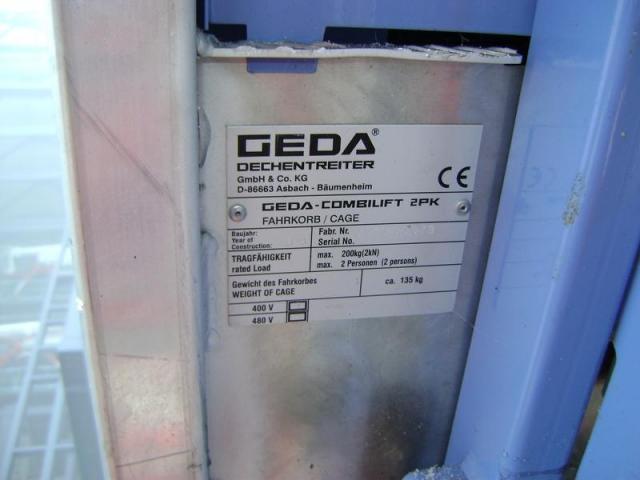 GEDA®
DECHENTREITER
GmbH & Co. KG
D-86663 Asbach - Bäumenheim
CE
GEDA-COMBILIFT 2PK
FAHRKORB / CAGE
Baujahr: Fabr. Nr.
Year of Serial No.
Construction:
TRAGFÄHIGKEIT max. 200kg(2kN)
rated Load max. 2 Personen (2 persons)
Gewicht des Fahrkorbes ca. 135 kg
WEIGHT OF CAGE
400 V
480 V